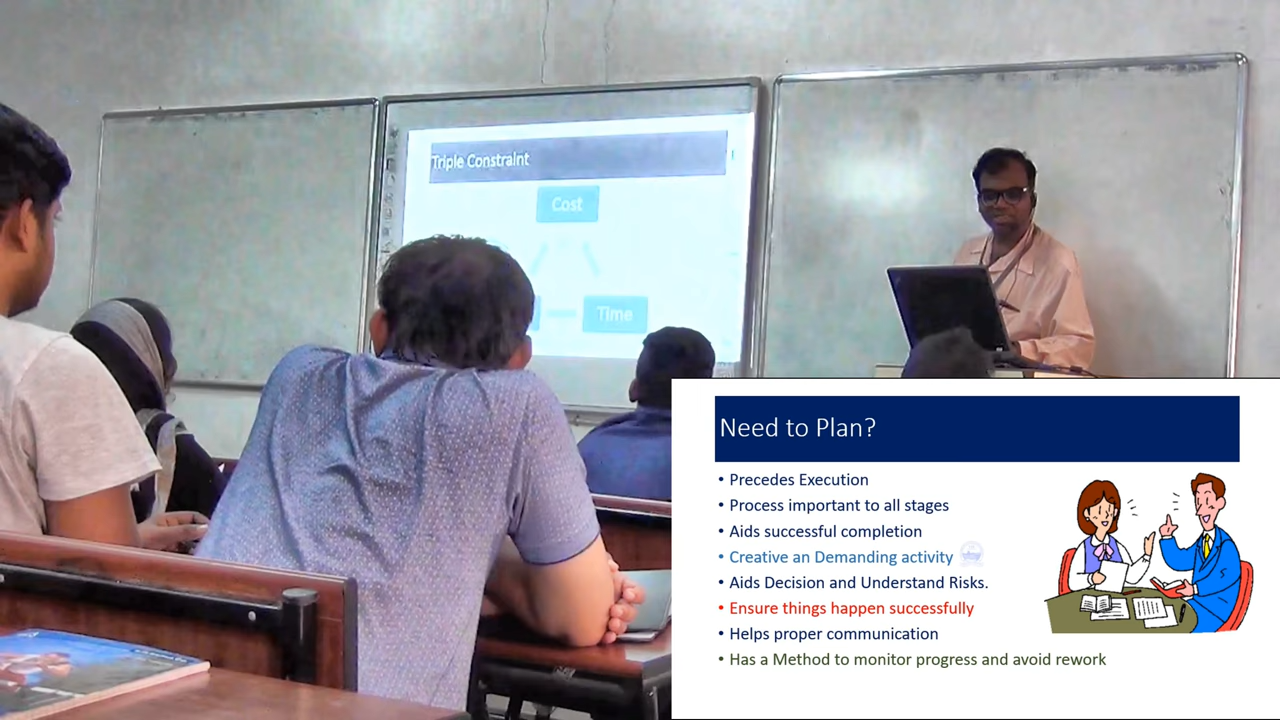 Triple Constraint
Cost
Time
Need to Plan?
• Precedes Execution
• Process important to all stages
• Aids successful completion
• Creative an Demanding activity
• Aids Decision and Understand Risks.
• Ensure things happen successfully
• Helps proper communication
• Has a Method to monitor progress and avoid rework